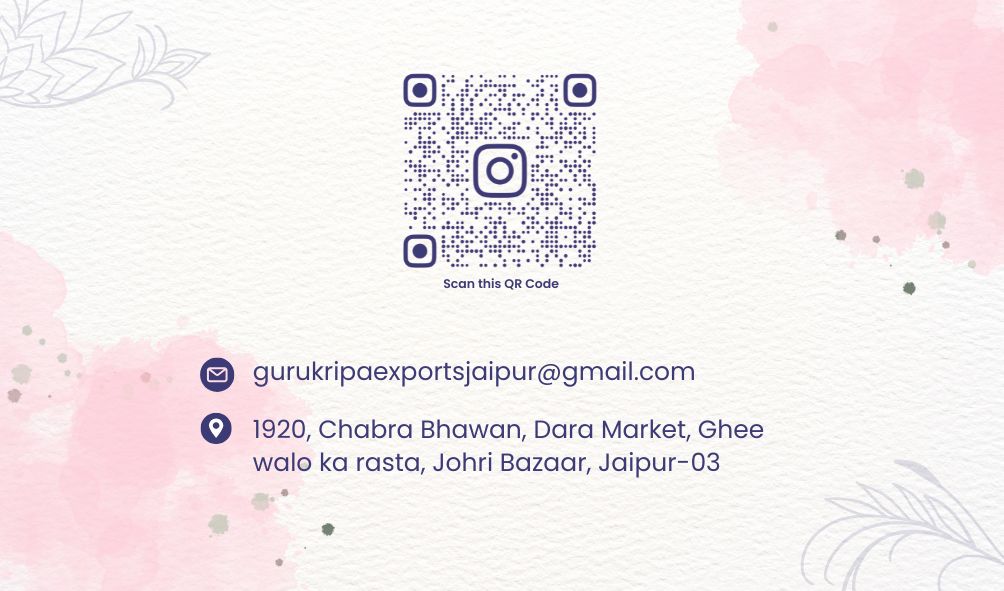 Scan this QR Code
gurukripaexportsjaipur@gmail.com
1920, Chabra Bhawan, Dara Market, Ghee
walo ka rasta, Johri Bazaar, Jaipur-03